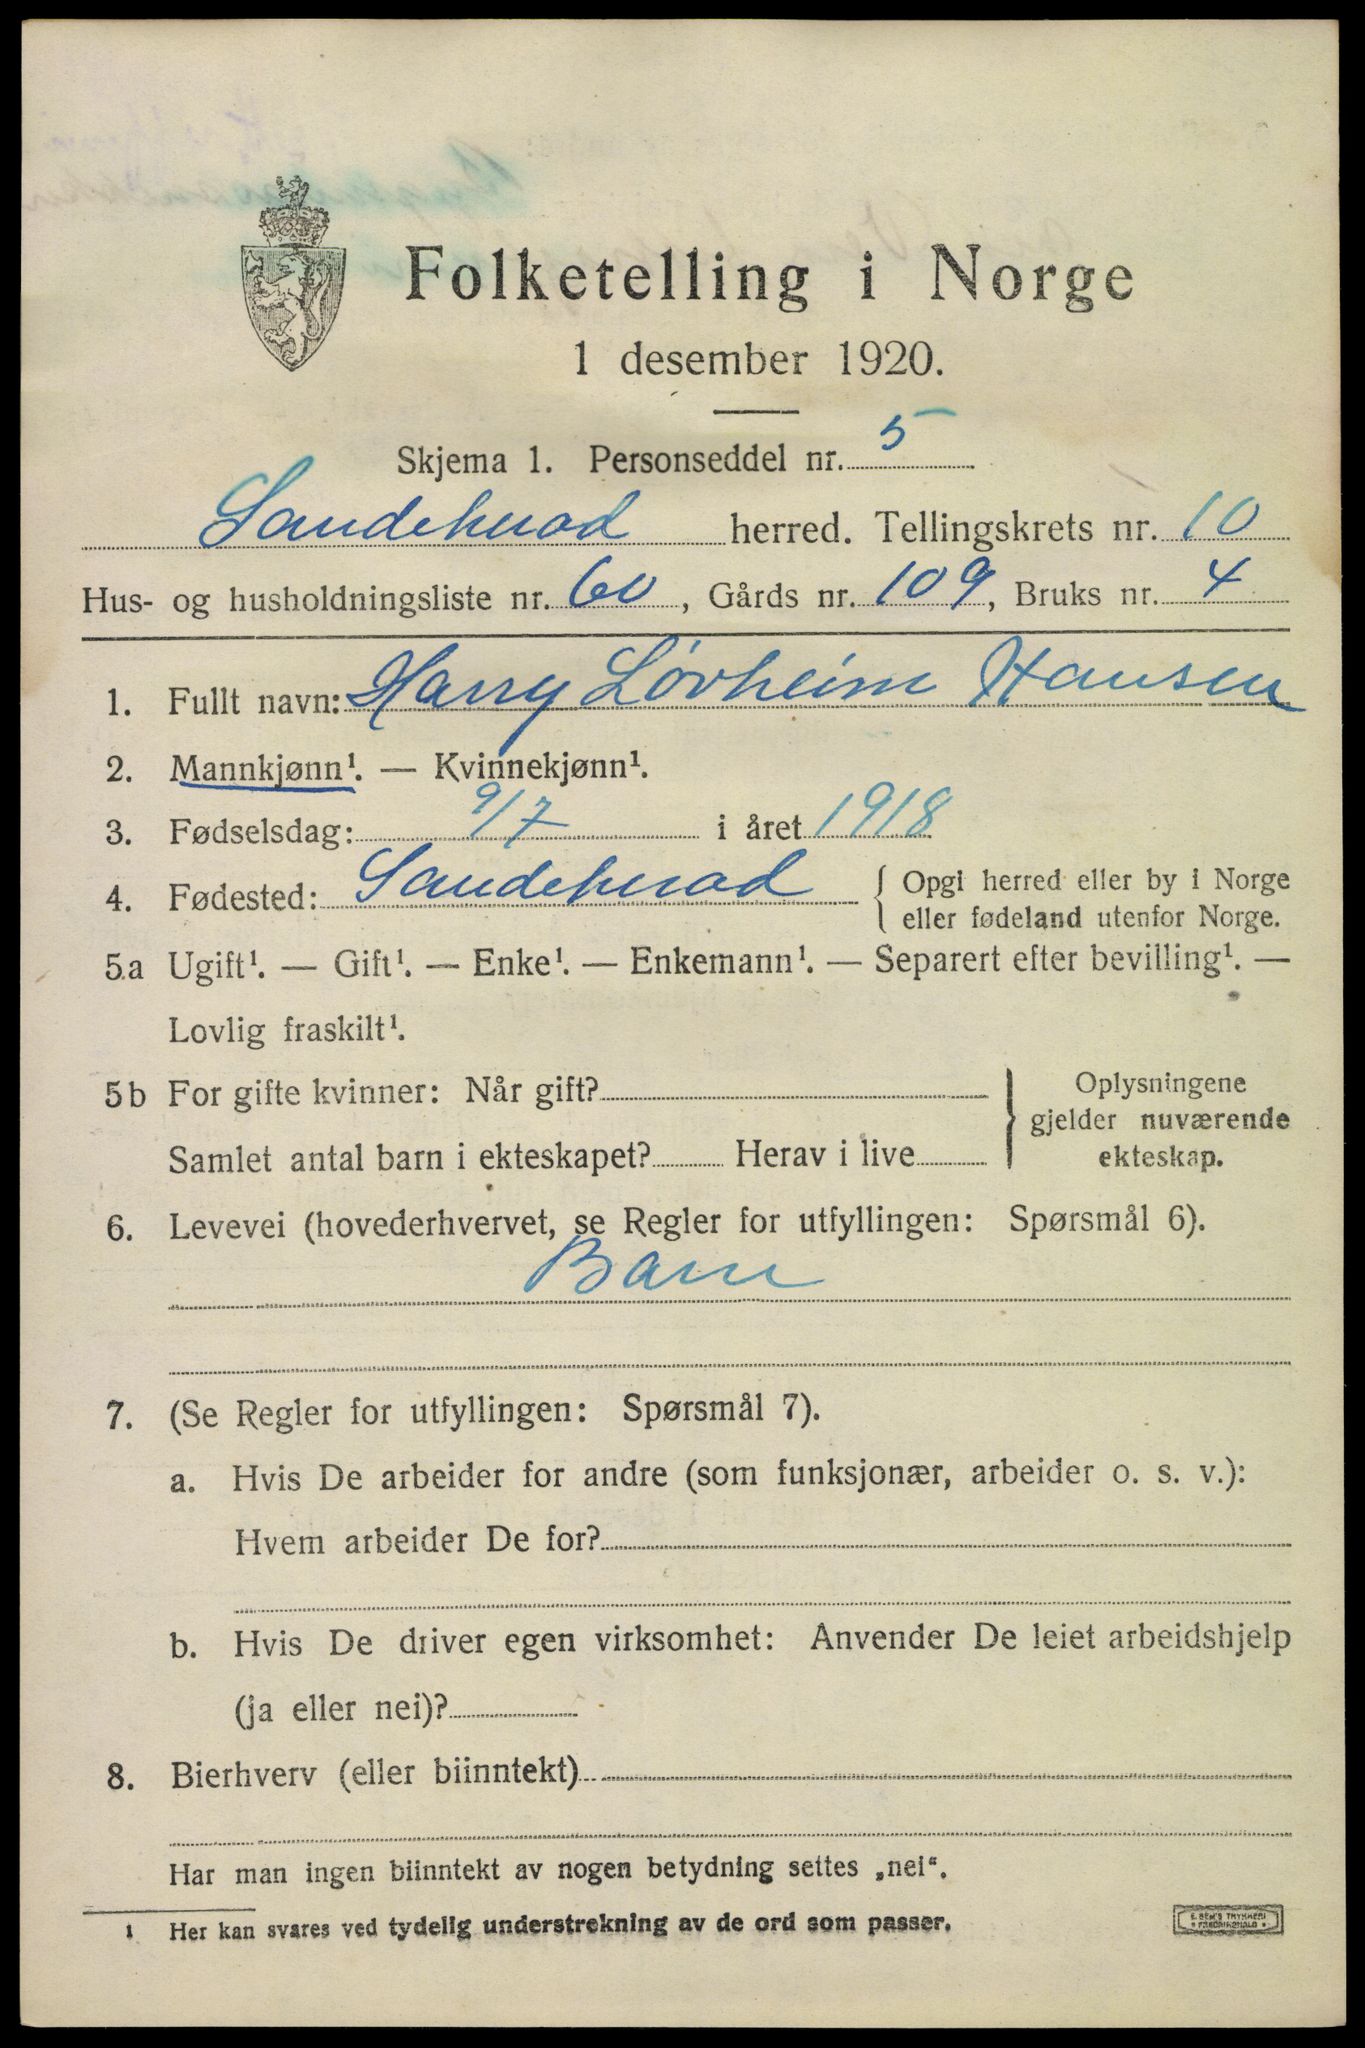 Folketelling i Norge
1 desember 1920.
Skjema 1. Personseddel nr. 5
Sandeherad herred. Tellingskrets nr. 10
Hus- og husholdningsliste nr. 60, Gårds nr. 109, Bruks nr. 4
1. Fullt navn: Harry Løvheim Hansen
2. Mannkjønn¹. — Kvinnekjønn¹.
3. Fødselsdag: 9/7 i året 1918
4. Fødested: Sandeherad { Opgi herred eller by i Norge
eller fødeland utenfor Norge.
5a Ugift¹. — Gift¹. — Enke¹. — Enkemann¹. — Separert efter bevilling¹. —
Lovlig fraskilt¹.
5b For gifte kvinner: Når gift?
Samlet antal barn i ekteskapet? Herav i live
} Oplysningene
gjelder nuværende
ekteskap.
6. Levevei (hovederhvervet, se Regler for utfyllingen: Spørsmål 6).
Barn
7. (Se Regler for utfyllingen: Spørsmål 7).
a. Hvis De arbeider for andre (som funksjonær, arbeider o. s. v.):
Hvem arbeider De for?
b. Hvis De driver egen virksomhet: Anvender De leiet arbeidshjelp
(ja eller nei)?
8. Bierhverv (eller biinntekt)
Har man ingen biinntekt av nogen betydning settes „nei“.
1 Her kan svares ved tydelig understrekning av de ord som passer.
E. SEM'S TRYKKERI
• FREDRIKSHALD •